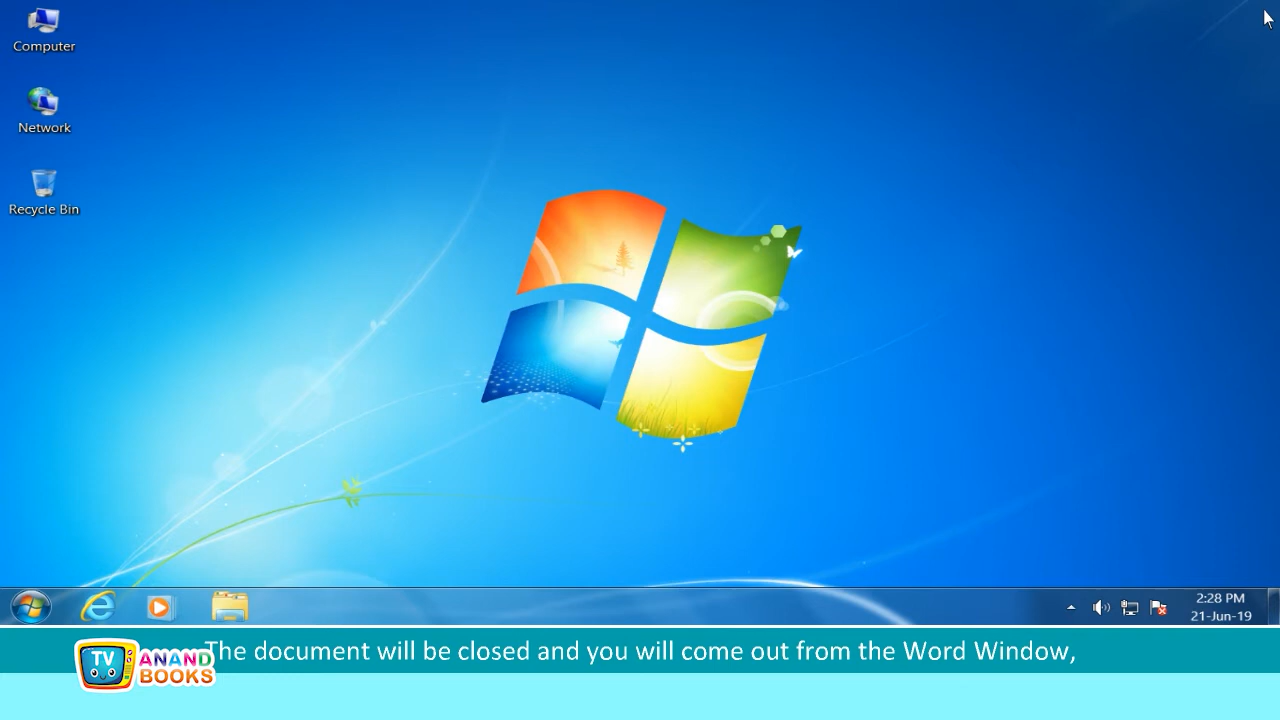 Computer
Network
Recycle Bin
2:28 PM
21-Jun-19
The document will be closed and you will come out from the Word Window,
TV ANAND
BOOKS